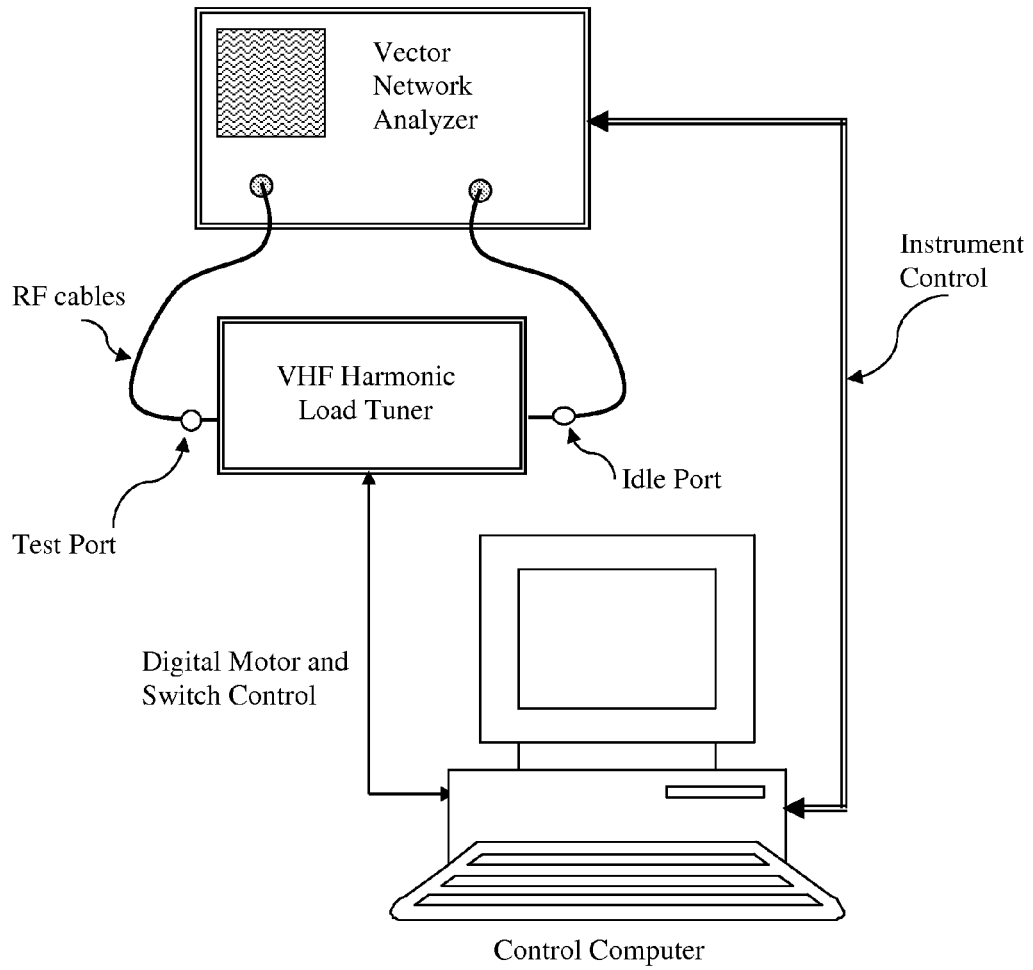 Vector
Network
Analyzer
Instrument
Control
RF cables
VHF Harmonic
Load Tuner
Idle Port
Test Port
Digital Motor and
Switch Control
Control Computer